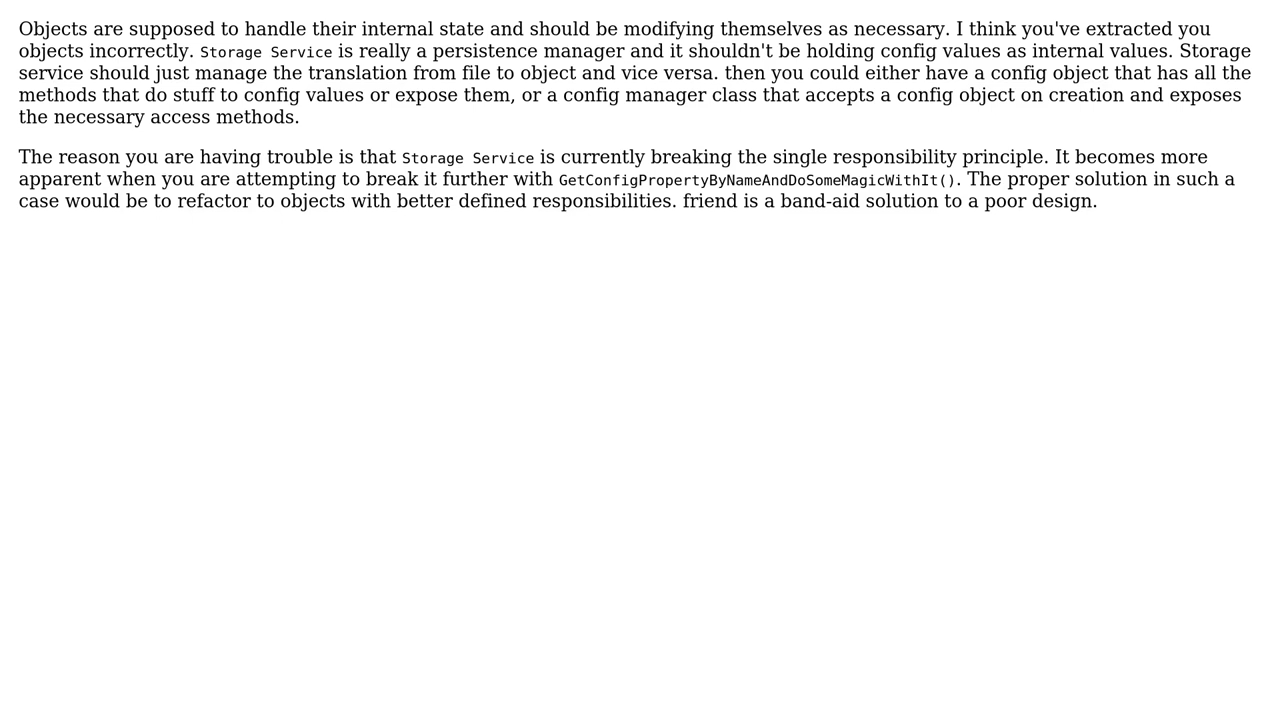 Objects are supposed to handle their internal state and should be modifying themselves as necessary. I think you've extracted you
objects incorrectly. Storage Service is really a persistence manager and it shouldn't be holding config values as internal values. Storage
service should just manage the translation from file to object and vice versa. then you could either have a config object that has all the
methods that do stuff to config values or expose them, or a config manager class that accepts a config object on creation and exposes
the necessary access methods.
The reason you are having trouble is that Storage Service is currently breaking the single responsibility principle. It becomes more
apparent when you are attempting to break it further with GetConfigPropertyByNameAndDoSomeMagicWithIt(). The proper solution in such a
case would be to refactor to objects with better defined responsibilities. friend is a band-aid solution to a poor design.